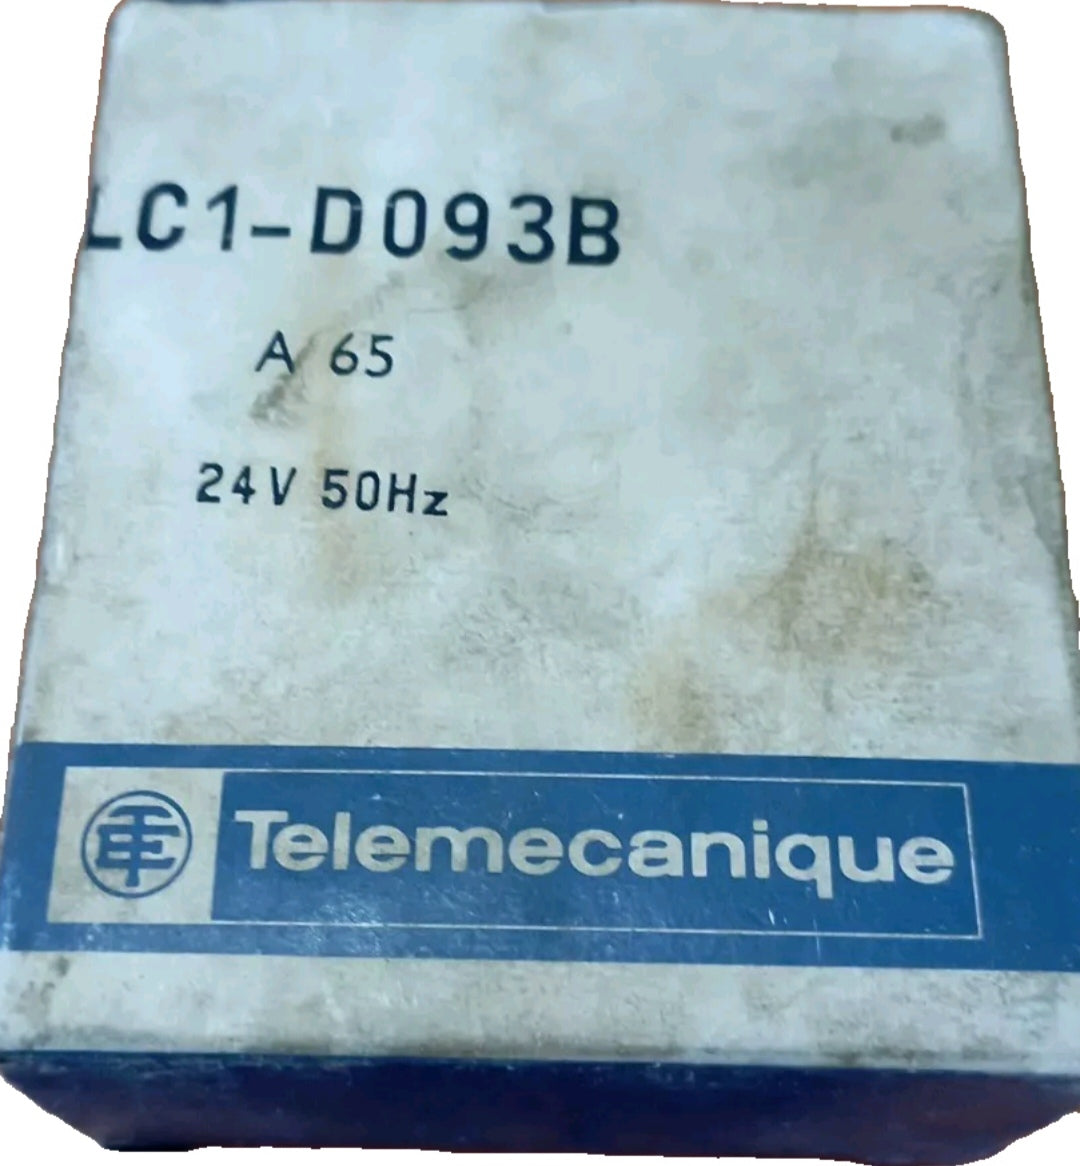 LC1-D093B
A 65
24V 50Hz
Telemecanique